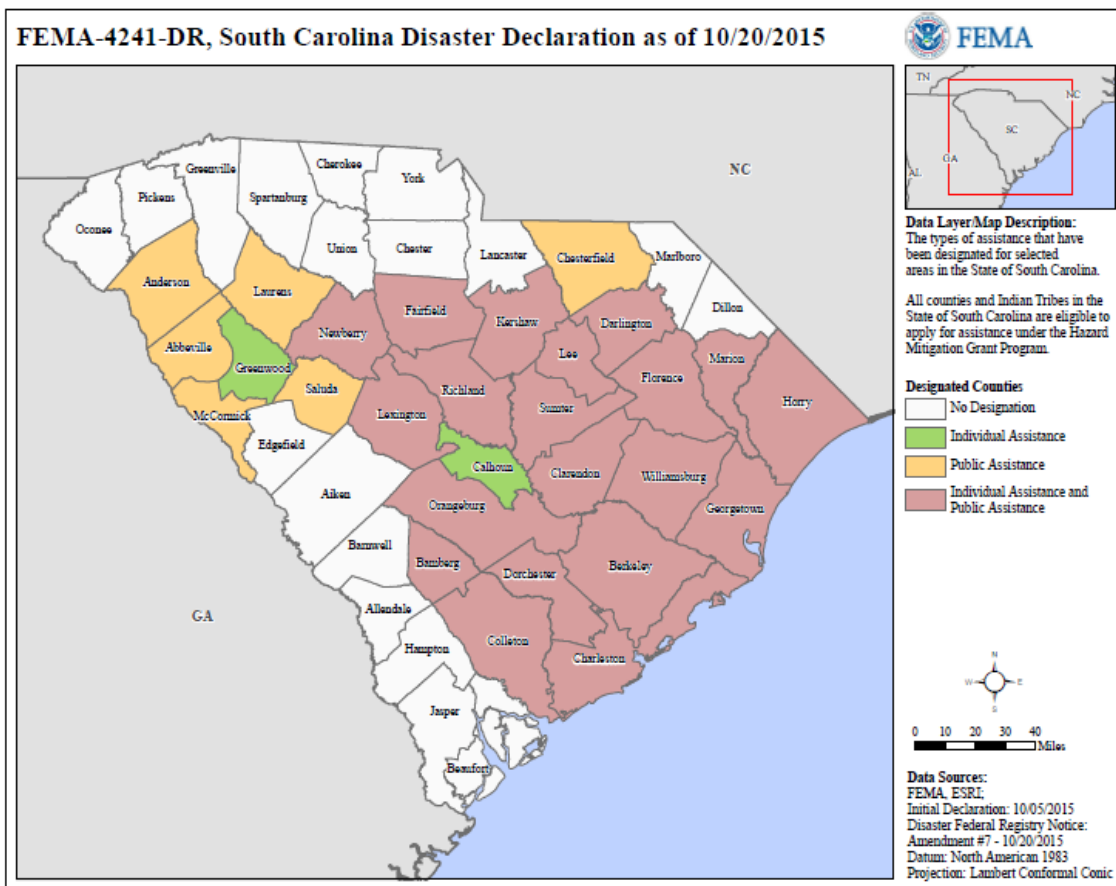 FEMA-4241-DR, South Carolina Disaster Declaration as of 10/20/2015
FEMA
TN
NC
SC
GA
AL
Data Layer/Map Description:
The types of assistance that have
been designated for selected
areas in the State of South Carolina.
All counties and Indian Tribes in the
State of South Carolina are eligible to
apply for assistance under the Hazard
Mitigation Grant Program.
Designated Counties
No Designation
Individual Assistance
Public Assistance
Individual Assistance and
Public Assistance
NC
GA
Greenville
Cherokee
York
Pickens
Spartanburg
Oconee
Union
Chester
Lancaster
Chesterfield
Marlboro
Anderson
Laurens
Dillon
Fairfield
Newberry
Kershaw
Darlington
Abbeville
Lee
Marion
Greenwood
Florence
Saluda
Richland
Horry
McCormick
Lexington
Sumter
Edgefield
Calhoun
Clarendon
Williamsburg
Aiken
Orangeburg
Georgetown
Barnwell
Bamberg
Dorchester
Berkeley
Allendale
Hampton
Colleton
Charleston
Jasper
Beaufort
N
W
E
S
0 10 20 30 40
Miles
Data Sources:
FEMA, ESRI;
Initial Declaration: 10/05/2015
Disaster Federal Registry Notice:
Amendment #7 - 10/20/2015
Datum: North American 1983
Projection: Lambert Conformal Conic